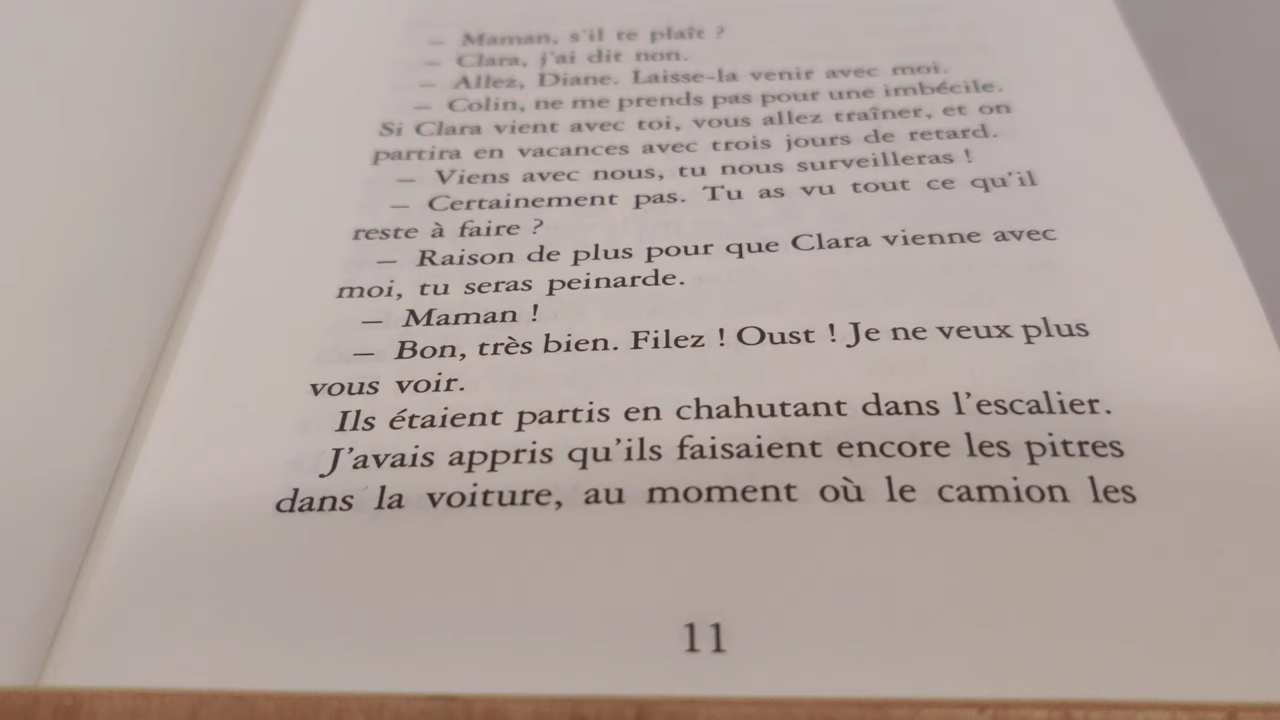 — Maman, s'il te plaît ?
— Clara, j'ai dit non.
— Allez, Diane. Laisse-la venir avec moi.
— Colin, ne me prends pas pour une imbécile.
Si Clara vient avec toi, vous allez traîner, et on
partira en vacances avec trois jours de retard.
— Viens avec nous, tu nous surveilleras !
— Certainement pas. Tu as vu tout ce qu'il
reste à faire ?
— Raison de plus pour que Clara vienne avec
moi, tu seras peinarde.
— Maman !
— Bon, très bien. Filez ! Oust ! Je ne veux plus
vous voir.
Ils étaient partis en chahutant dans l'escalier.
J'avais appris qu'ils faisaient encore les pitres
dans la voiture, au moment où le camion les
11